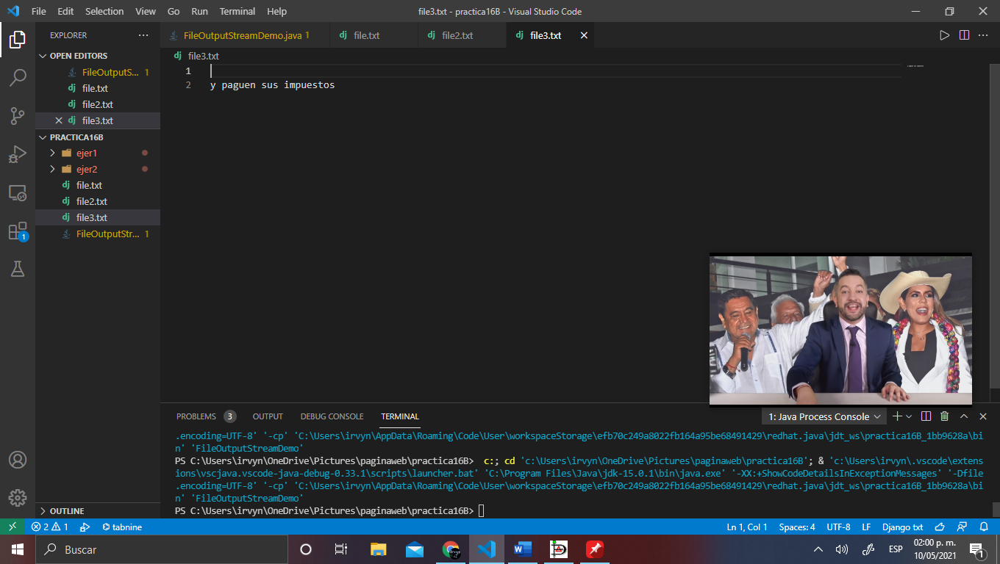 File Edit Selection View Go Run Terminal Help
file3.txt - practica16B - Visual Studio Code
EXPLORER
OPEN EDITORS
FileOutputS... 1
file.txt
file2.txt
file3.txt
PRACTICA16B
ejer1
ejer2
file.txt
file2.txt
file3.txt
FileOutputStr... 1
OUTLINE
1
FileOutputStreamDemo.java 1
file.txt
file2.txt
file3.txt
file3.txt
1
2 y paguen sus impuestos
PROBLEMS 3 OUTPUT DEBUG CONSOLE TERMINAL
1: Java Process Console
.encoding=UTF-8' '-cp' 'C:\Users\irvyn\AppData\Roaming\Code\User\workspaceStorage\efb70c249a8022fb164a95be68491429\redhat.java\jdt_ws\practica16B_1bb9628a\bi
n' 'FileOutputStreamDemo'
PS C:\Users\irvyn\OneDrive\Pictures\paginaweb\practica16B> c:; cd 'c:\Users\irvyn\OneDrive\Pictures\paginaweb\practica16B'; & 'c:\Users\irvyn\.vscode\extens
ions\vscjava.vscode-java-debug-0.33.1\scripts\launcher.bat' 'C:\Program Files\Java\jdk-15.0.1\bin\java.exe' '-XX:+ShowCodeDetailsInExceptionMessages' '-Dfile
.encoding=UTF-8' '-cp' 'C:\Users\irvyn\AppData\Roaming\Code\User\workspaceStorage\efb70c249a8022fb164a95be68491429\redhat.java\jdt_ws\practica16B_1bb9628a\bi
n' 'FileOutputStreamDemo'
PS C:\Users\irvyn\OneDrive\Pictures\paginaweb\practica16B>
2 1 tabnine
Ln 1, Col 1 Spaces: 4 UTF-8 LF Django txt
Buscar
ESP
02:00 p. m.
10/05/2021
1